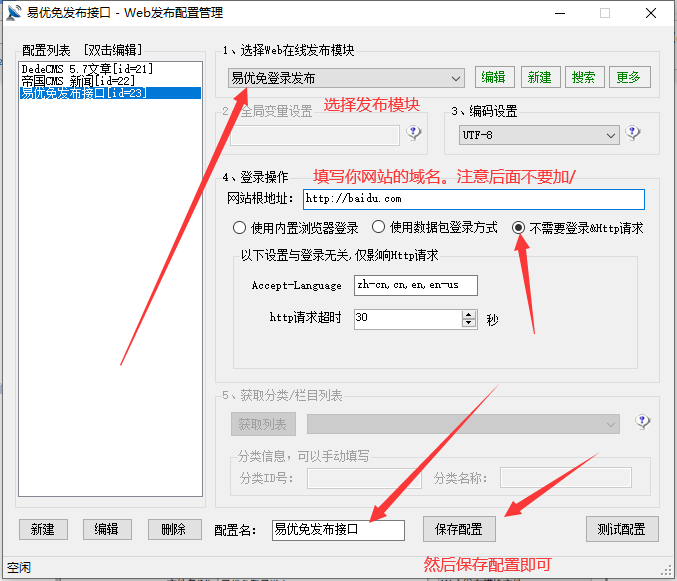 易优免发布接口 - Web发布配置管理
配置列表 [双击编辑]
DedeCMS 5.7文章[id=21]
帝国CMS 新闻[id=22]
易优免发布接口[id=23]
1、选择Web在线发布模块
易优免登录发布
编辑
新建
搜索
更多
2、全局变量设置
选择发布模块
3、编码设置
UTF-8
4、登录操作
填写你网站的域名。注意后面不要加/
网站根地址:
http://baidu.com
使用内置浏览器登录
使用数据包登录方式
不需要登录&Http请求
以下设置与登录无关,仅影响Http请求
Accept-Language
zh-cn,cn,en,en-us
http请求超时
30
秒
5、获取分类/栏目列表
获取列表
分类信息, 可以手动填写
分类ID号:
分类名称:
新建
编辑
删除
配置名:
易优免发布接口
保存配置
测试配置
然后保存配置即可
空闲